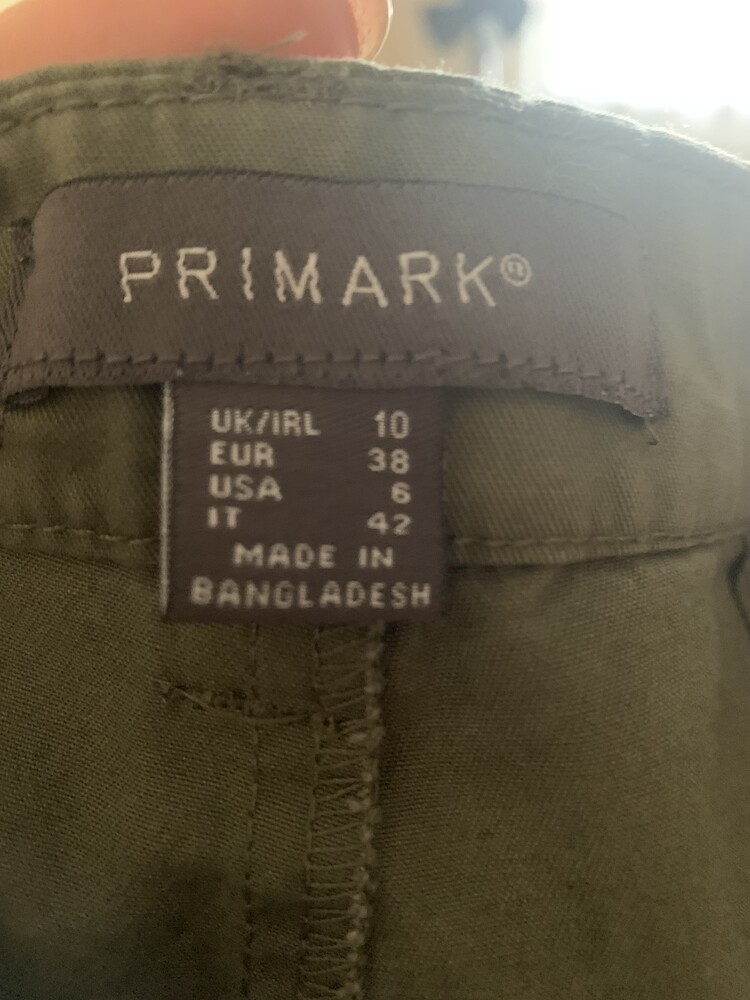 PRIMARK®
UK/IRL 10
EUR 38
USA 6
IT 42
MADE IN
BANGLADESH